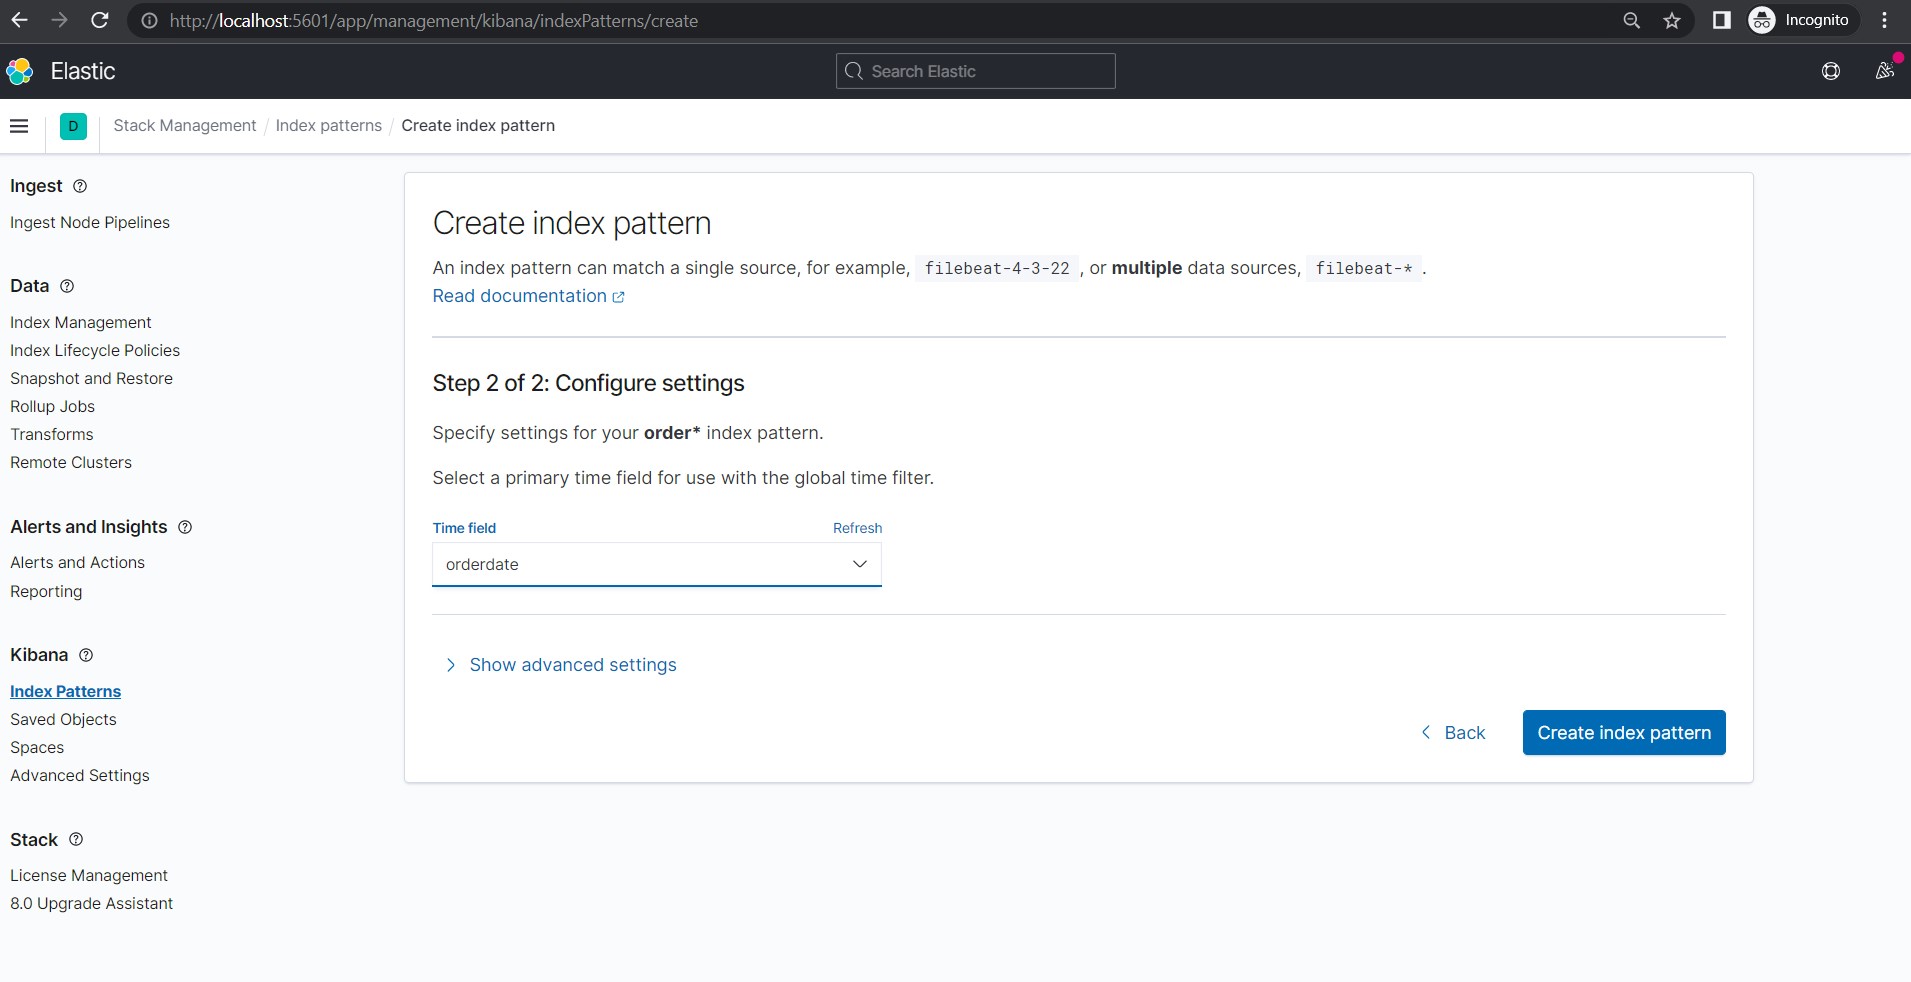 http://localhost:5601/app/management/kibana/indexPatterns/create
Incognito
Elastic
Search Elastic
D
Stack Management / Index patterns / Create index pattern
Ingest
Ingest Node Pipelines
Data
Index Management
Index Lifecycle Policies
Snapshot and Restore
Rollup Jobs
Transforms
Remote Clusters
Alerts and Insights
Alerts and Actions
Reporting
Kibana
Index Patterns
Saved Objects
Spaces
Advanced Settings
Stack
License Management
8.0 Upgrade Assistant
Create index pattern
An index pattern can match a single source, for example, filebeat-4-3-22 , or multiple data sources, filebeat-* .
Read documentation
Step 2 of 2: Configure settings
Specify settings for your order* index pattern.
Select a primary time field for use with the global time filter.
Time field Refresh
orderdate
Show advanced settings
Back Create index pattern